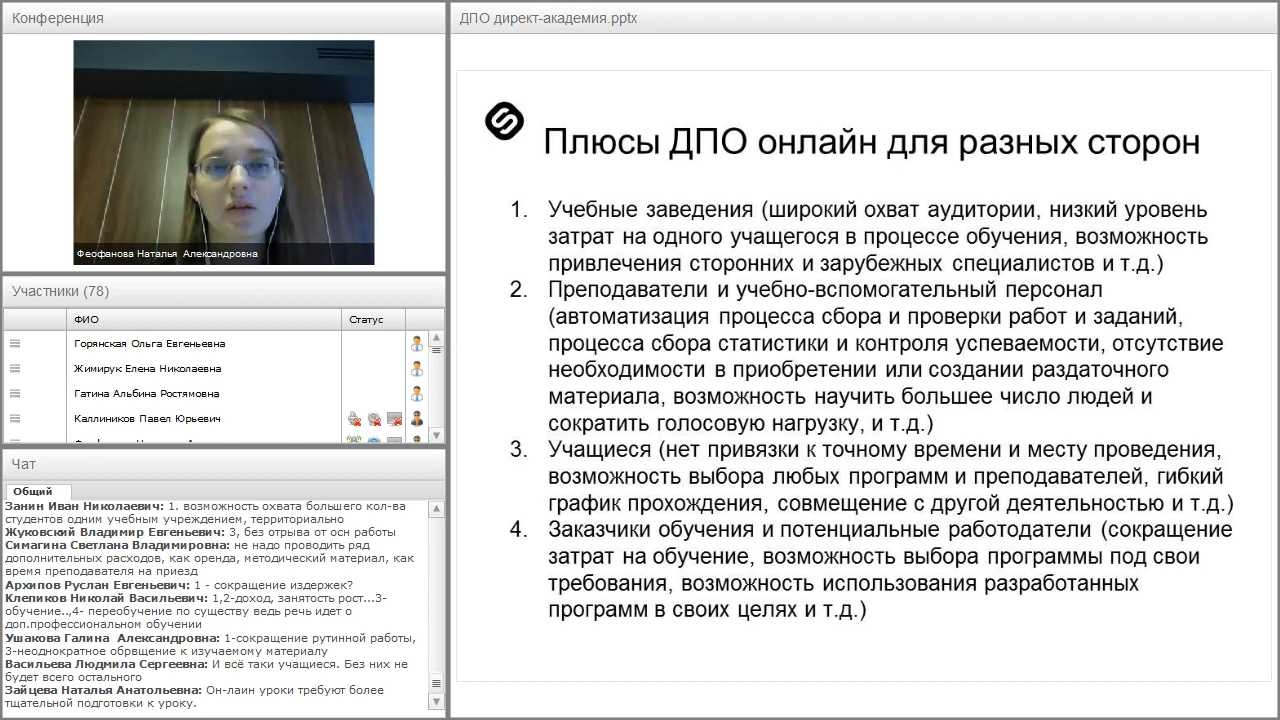 Конференция
Феофанова Наталья Александровна
Участники (78)
ФИО
Статус
Горянская Ольга Евгеньевна
Жимирук Елена Николаевна
Гатина Альбина Ростямовна
Каллиников Павел Юрьевич
Чат
Общий
Занин Иван Николаевич: 1. возможность охвата большего кол-ва
студентов одним учебным учреждением, территориально
Жуковский Владимир Евгеньевич: 3, без отрыва от осн работы
Симагина Светлана Владимировна: не надо проводить ряд
дополнительных расходов, как оренда, методический материал, как
время преподавателя на приезд
Архипов Руслан Евгеньевич: 1 - сокращение издержек?
Клепиков Николай Васильевич: 1,2-доход, занятость рост...3-
обучение..,4- переобучение по существу ведь речь идет о
доп.профессиональном обучении
Ушакова Галина Александровна: 1-сокращение рутинной работы,
3-неоднократное обрвщение к изучаемому материалу
Васильева Людмила Сергеевна: И всё таки учащиеся. Без них не
будет всего остального
Зайцева Наталья Анатольевна: Он-лаин уроки требуют более
тщательной подготовки к уроку.
ДПО директ-академия.pptx
Плюсы ДПО онлайн для разных сторон
1. Учебные заведения (широкий охват аудитории, низкий уровень
затрат на одного учащегося в процессе обучения, возможность
привлечения сторонних и зарубежных специалистов и т.д.)
2. Преподаватели и учебно-вспомогательный персонал
(автоматизация процесса сбора и проверки работ и заданий,
процесса сбора статистики и контроля успеваемости, отсутствие
необходимости в приобретении или создании раздаточного
материала, возможность научить большее число людей и
сократить голосовую нагрузку, и т.д.)
3. Учащиеся (нет привязки к точному времени и месту проведения,
возможность выбора любых программ и преподавателей, гибкий
график прохождения, совмещение с другой деятельностью и т.д.)
4. Заказчики обучения и потенциальные работодатели (сокращение
затрат на обучение, возможность выбора программы под свои
требования, возможность использования разработанных
программ в своих целях и т.д.)